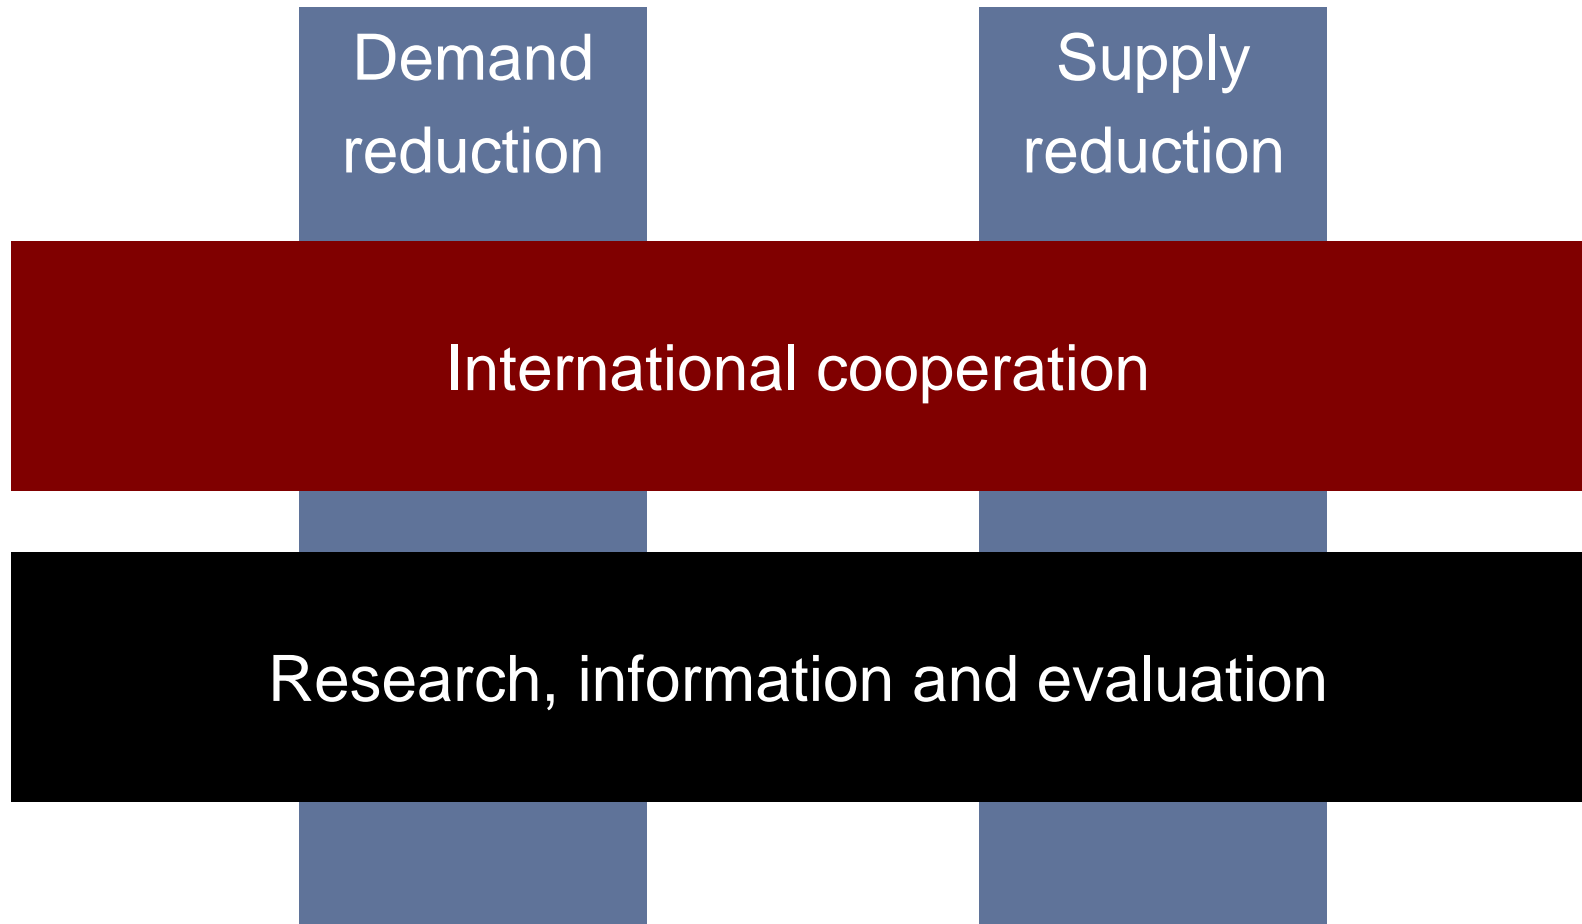 Demand
reduction
Supply
reduction
International cooperation
Research, information and evaluation